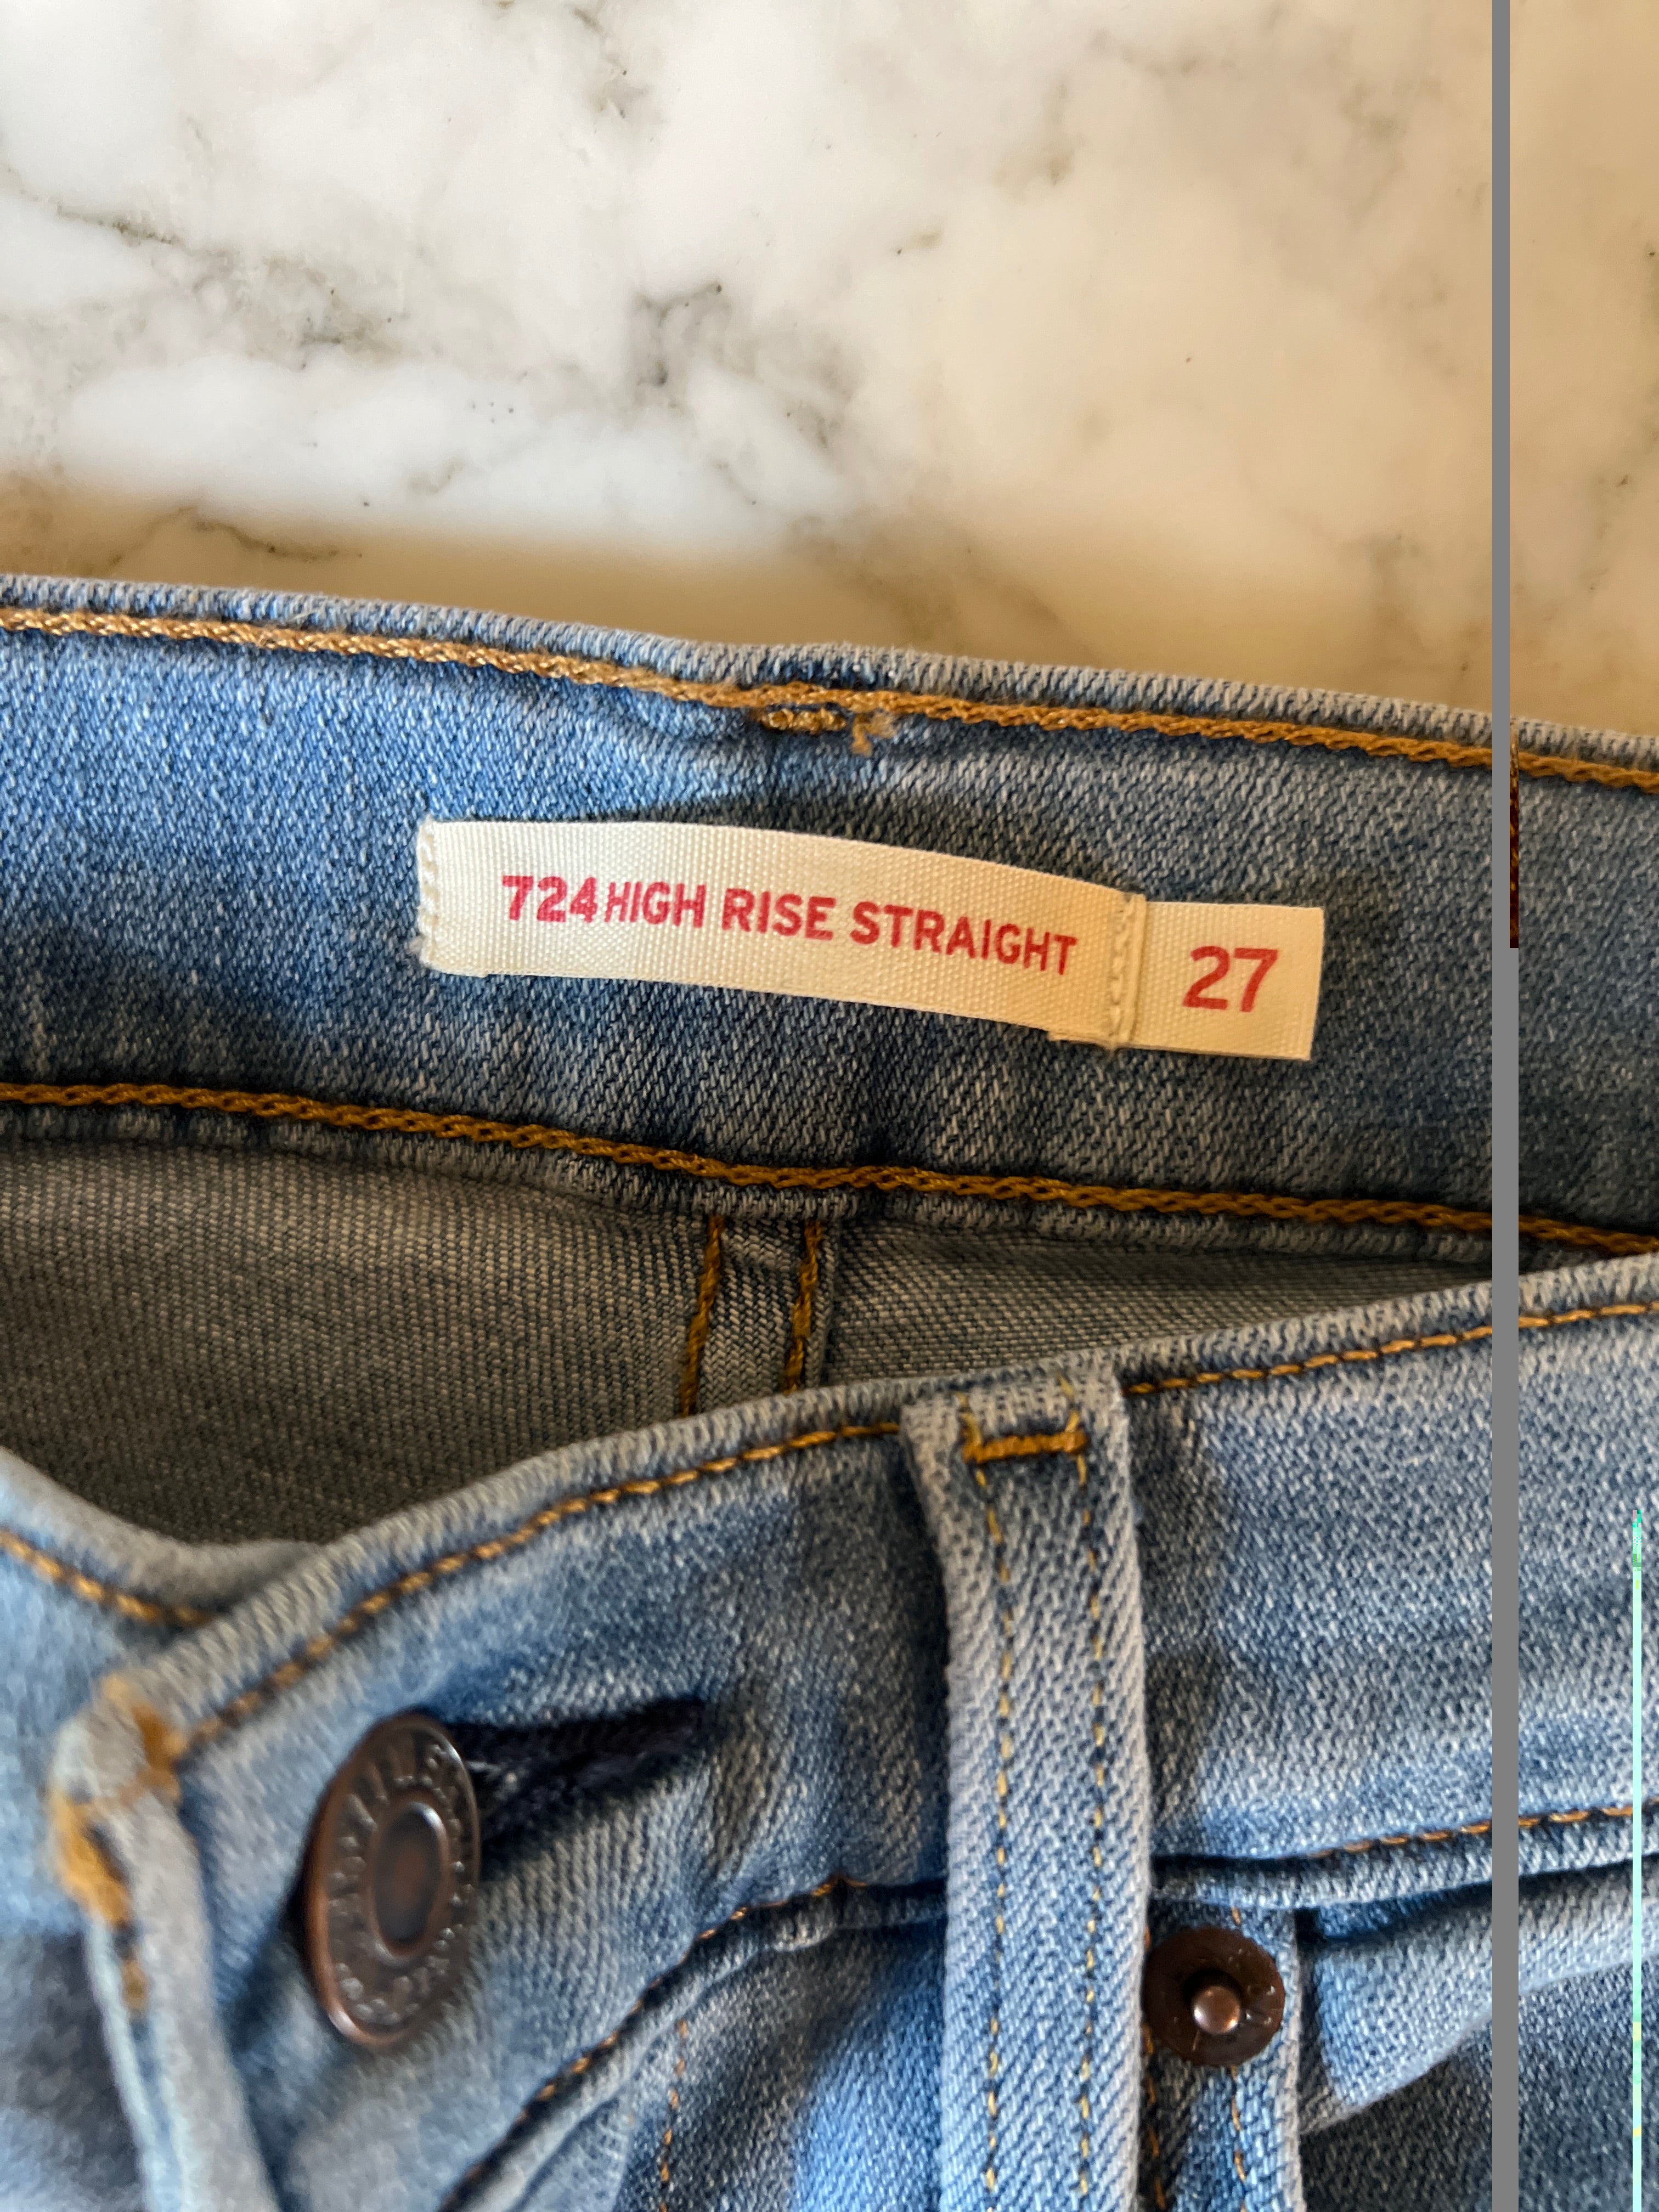 724 HIGH RISE STRAIGHT 27